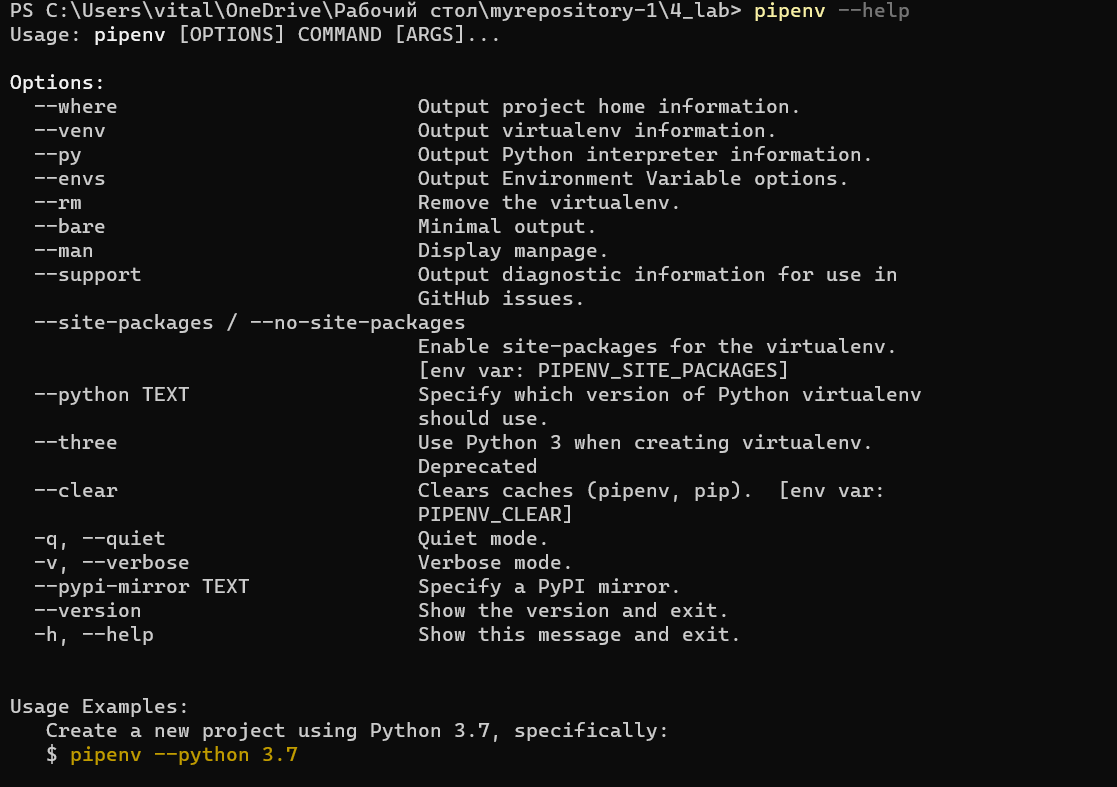 PS C:\Users\vital\OneDrive\Рабочий стол\myrepository-1\4_lab> pipenv --help
Usage: pipenv [OPTIONS] COMMAND [ARGS]...
Options:
--where Output project home information.
--venv Output virtualenv information.
--py Output Python interpreter information.
--envs Output Environment Variable options.
--rm Remove the virtualenv.
--bare Minimal output.
--man Display manpage.
--support Output diagnostic information for use in
GitHub issues.
--site-packages / --no-site-packages
Enable site-packages for the virtualenv.
[env var: PIPENV_SITE_PACKAGES]
--python TEXT Specify which version of Python virtualenv
should use.
--three Use Python 3 when creating virtualenv.
Deprecated
--clear Clears caches (pipenv, pip).  [env var:
PIPENV_CLEAR]
-q, --quiet Quiet mode.
-v, --verbose Verbose mode.
--pypi-mirror TEXT Specify a PyPI mirror.
--version Show the version and exit.
-h, --help Show this message and exit.
Usage Examples:
Create a new project using Python 3.7, specifically:
$ pipenv --python 3.7